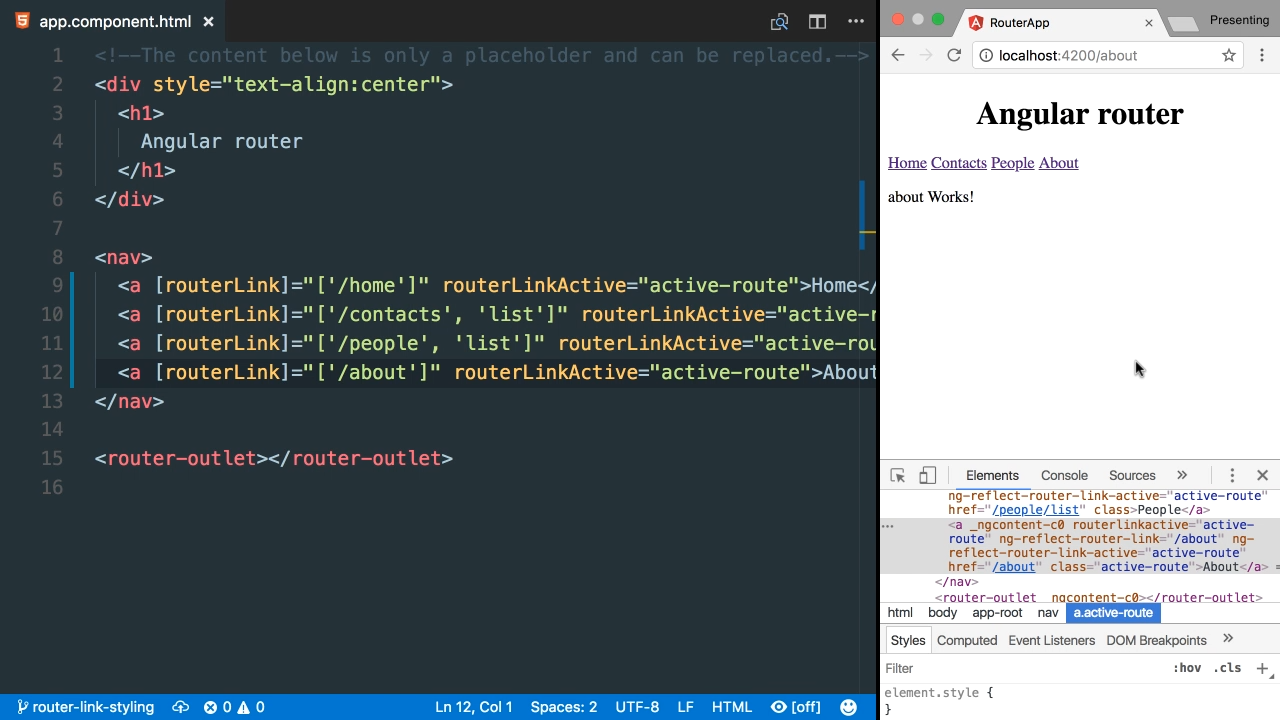 app.component.html
1 <!--The content below is only a placeholder and can be replaced.-->
2 <div style="text-align:center">
3 <h1>
4 Angular router
5 </h1>
6 </div>
7
8 <nav>
9 <a [routerLink]="['/home']" routerLinkActive="active-route">Home</
10 <a [routerLink]="['/contacts', 'list']" routerLinkActive="active-r
11 <a [routerLink]="['/people', 'list']" routerLinkActive="active-rou
12 <a [routerLink]="['/about']" routerLinkActive="active-route">About
13 </nav>
14
15 <router-outlet></router-outlet>
16
router-link-styling 0 0 Ln 12, Col 1 Spaces: 2 UTF-8 LF HTML [off]
RouterApp Presenting
localhost:4200/about
Angular router
Home Contacts People About
about Works!
Elements Console Sources »
ng-reflect-router-link-active="active-route"
href="/people/list" class>People</a>
<a _ngcontent-c0 routerlinkactive="active-
route" ng-reflect-router-link="/about" ng-
reflect-router-link-active="active-route"
href="/about" class="active-route">About</a> =
</nav>
<router-outlet _ngcontent-c0></router-outlet>
html body app-root nav a.active-route
Styles Computed Event Listeners DOM Breakpoints »
Filter :hov .cls +
element.style {
}